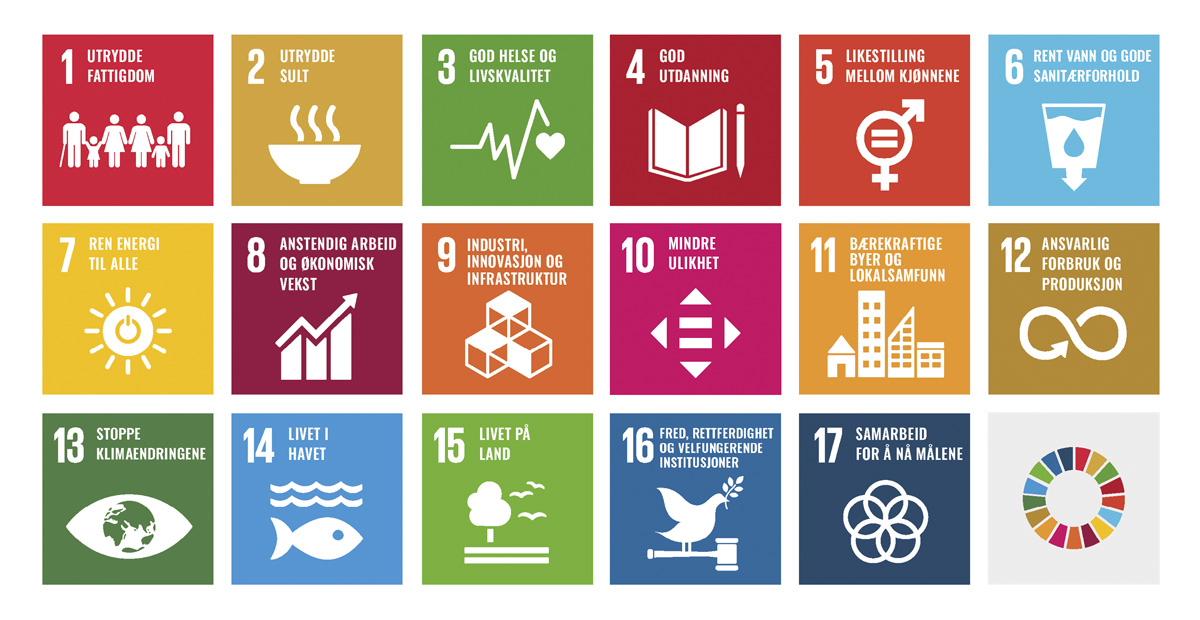 1 UTRYDDE
FATTIGDOM
2 UTRYDDE
SULT
3 GOD HELSE OG
LIVSKVALITET
4 GOD
UTDANNING
5 LIKESTILLING
MELLOM KJØNNENE
6 RENT VANN OG GODE
SANITÆRFORHOLD
7 REN ENERGI
TIL ALLE
8 ANSTENDIG ARBEID
OG ØKONOMISK
VEKST
9 INDUSTRI,
INNOVASJON OG
INFRASTRUKTUR
10 MINDRE
ULIKHET
11 BÆREKRAFTIGE
BYER OG
LOKALSAMFUNN
12 ANSVARLIG
FORBRUK OG
PRODUKSJON
13 STOPPE
KLIMAENDRINGENE
14 LIVET I
HAVET
15 LIVET PÅ
LAND
16 FRED, RETTFERDIGHET
OG VELFUNGERENDE
INSTITUSJONER
17 SAMARBEID
FOR Å NÅ MÅLENE